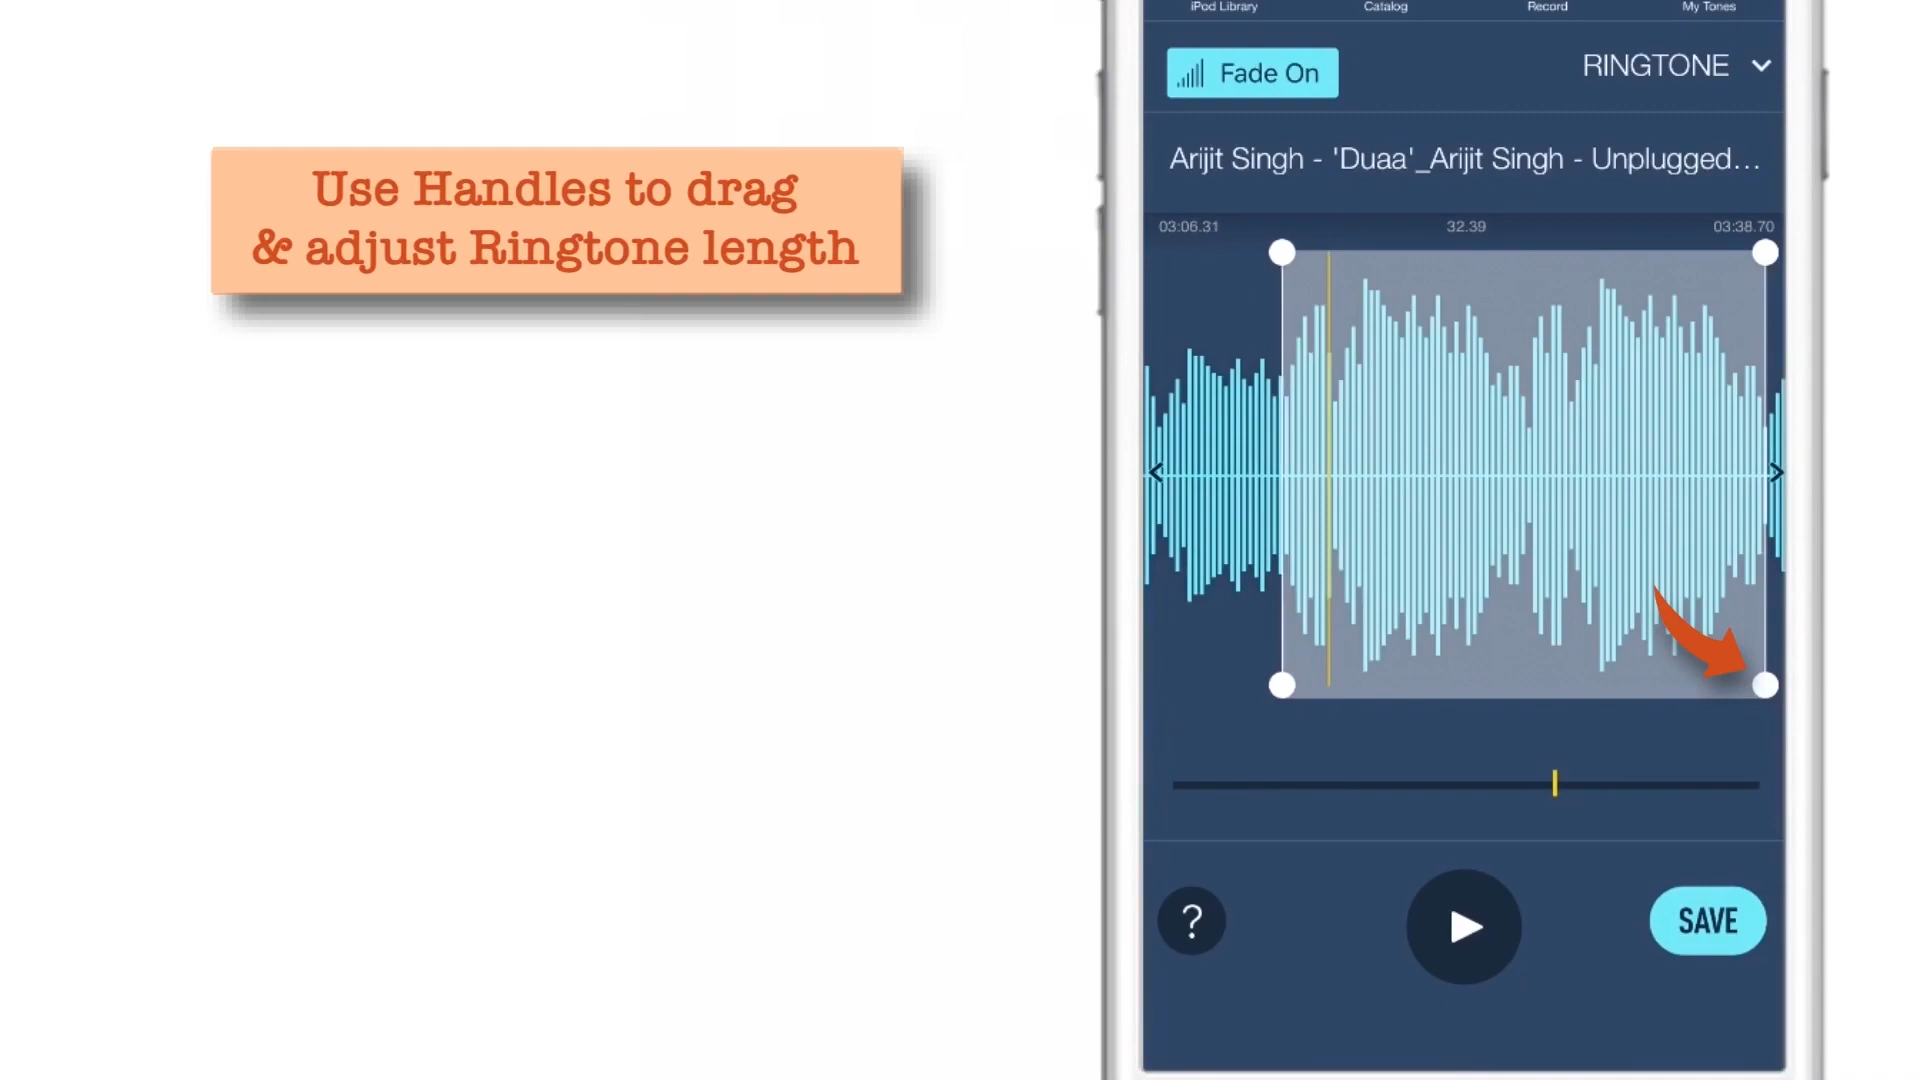 iPod Library
Catalog
Record
My Tones
Fade On
RINGTONE
Use Handles to drag
& adjust Ringtone length
Arijit Singh - 'Duaa'_Arijit Singh - Unplugged...
03:06.31
32.39
03:38.70
?
SAVE